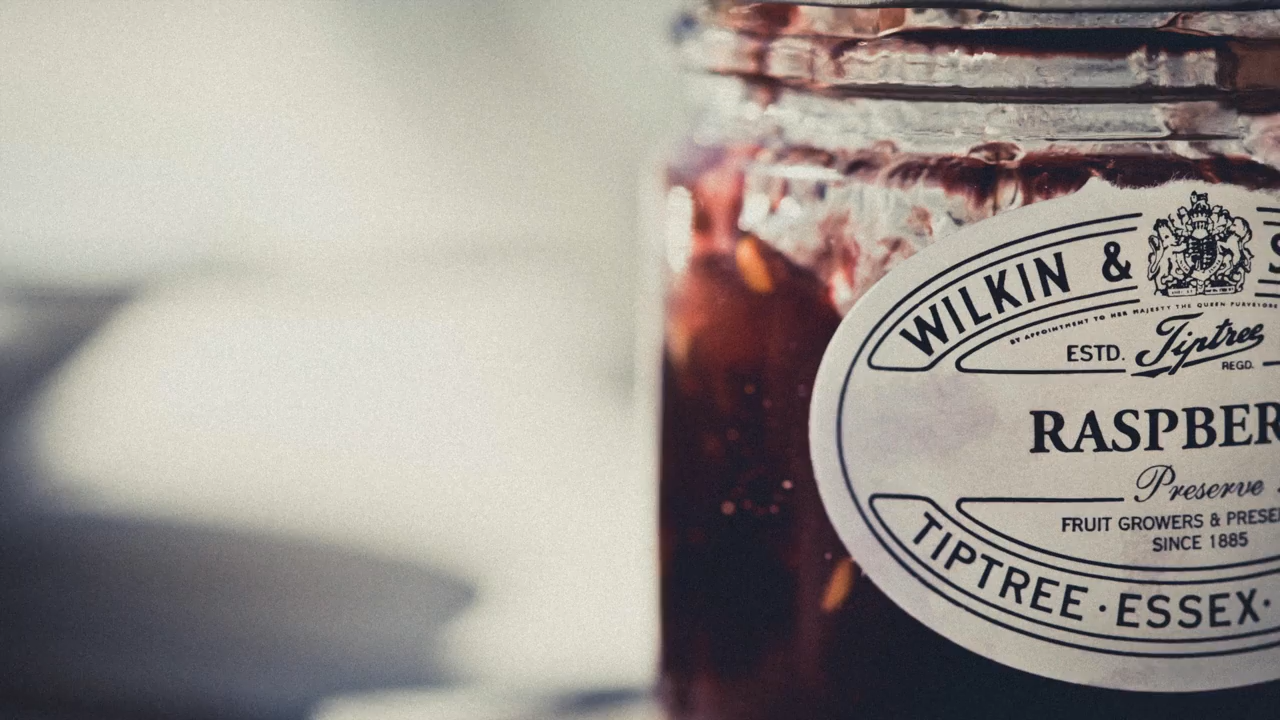 WILKIN & S
BY APPOINTMENT TO HER MAJESTY THE QUEEN PURVEYORS
ESTD. Tiptree
REGD.
RASPBER
Preserve
FRUIT GROWERS & PRESE
SINCE 1885
TIPTREE · ESSEX ·